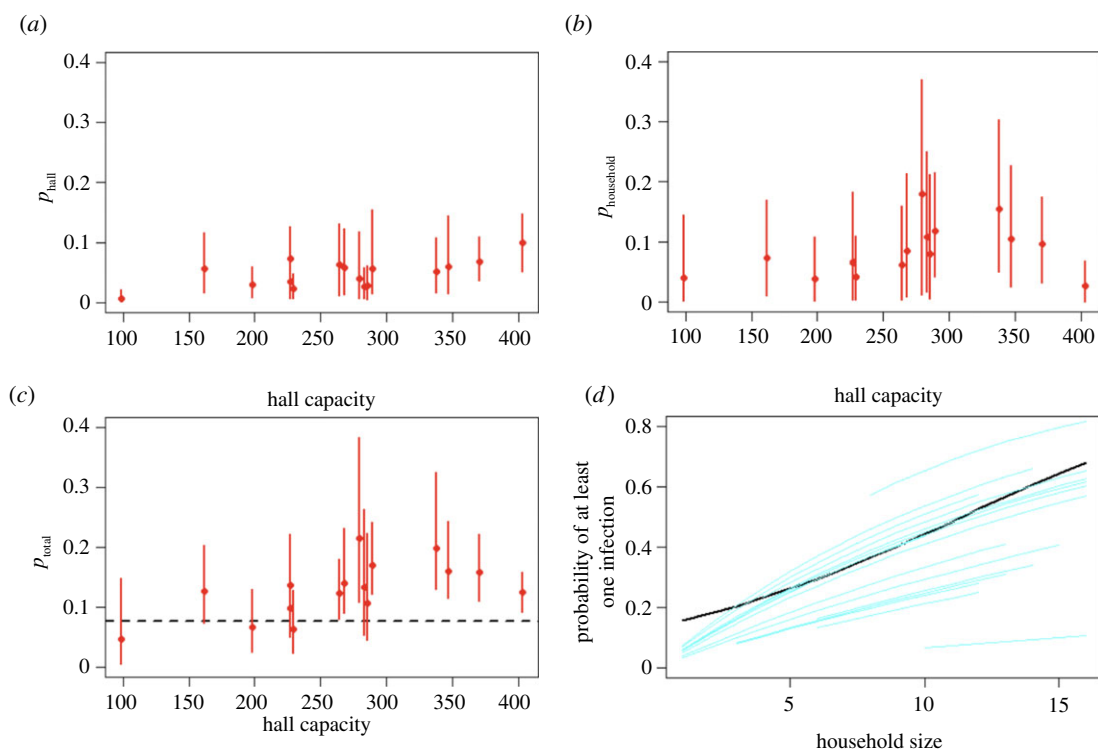 (a)
0.4
0.3
0.2
0.1
0
p hall
100 150 200 250 300 350 400
hall capacity
(b)
0.4
0.3
0.2
0.1
0
p household
100 150 200 250 300 350 400
hall capacity
(c)
0.4
0.3
0.2
0.1
0
p total
100 150 200 250 300 350 400
hall capacity
(d)
0.8
0.6
0.4
0.2
0
probability of at least
one infection
5 10 15
household size